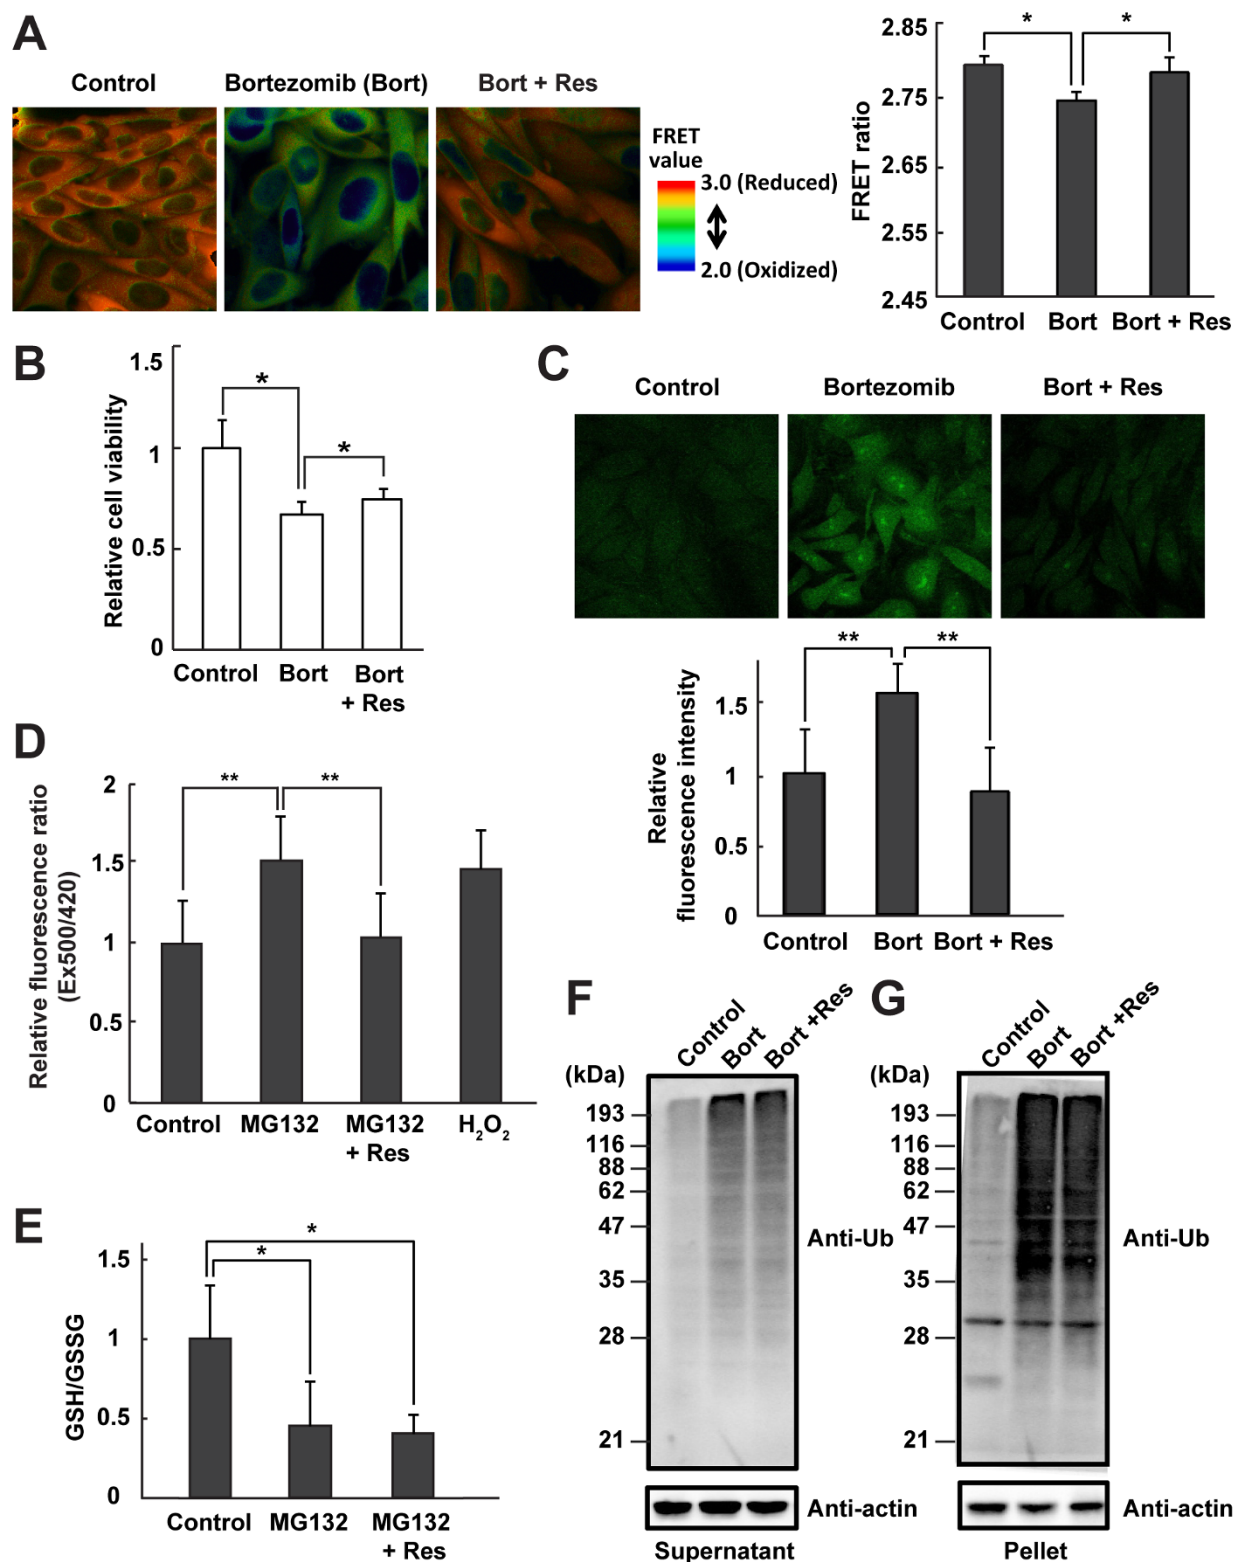 A
Control
Bortezomib (Bort)
Bort + Res
FRET
value
3.0 (Reduced)
2.0 (Oxidized)
FRET ratio
2.85
2.75
2.65
2.55
2.45
*
*
Control
Bort
Bort + Res
B
Relative cell viability
1.5
1
0.5
0
*
*
Control
Bort
Bort
+ Res
C
Control
Bortezomib
Bort + Res
Relative
fluorescence intensity
1.5
1
0.5
0
**
**
Control
Bort
Bort + Res
D
Relative fluorescence ratio
(Ex500/420)
2
1.5
1
0.5
0
**
**
Control
MG132
MG132
+ Res
H2O2
E
GSH/GSSG
1.5
1
0.5
0
*
*
Control
MG132
MG132
+ Res
F
Control
Bort
Bort +Res
(kDa)
193
116
88
62
47
35
28
21
Anti-Ub
Anti-actin
Supernatant
G
Control
Bort
Bort +Res
(kDa)
193
116
88
62
47
35
28
21
Anti-Ub
Anti-actin
Pellet